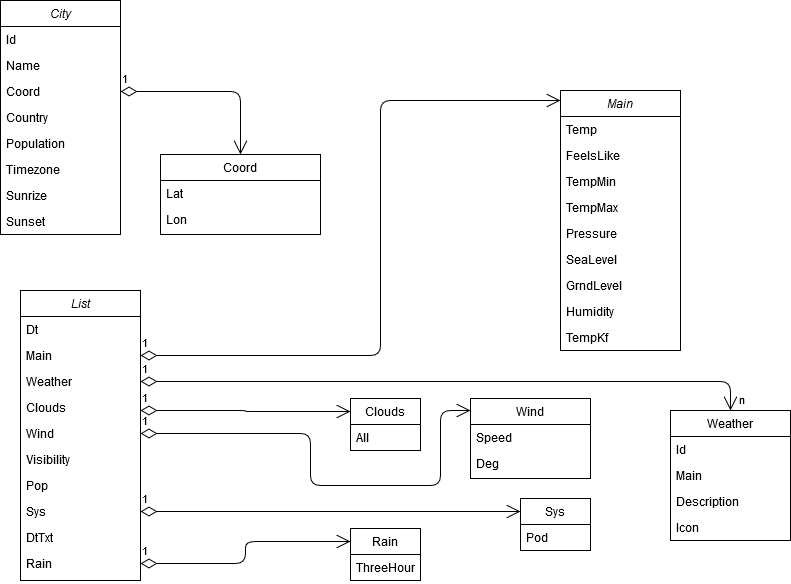 City
Id
Name
Coord
Country
Population
Timezone
Sunrize
Sunset
1
Coord
Lat
Lon
Main
Temp
FeelsLike
TempMin
TempMax
Pressure
SeaLevel
GrndLevel
Humidity
TempKf
List
Dt
Main
Weather
Clouds
Wind
Visibility
Pop
Sys
DtTxt
Rain
1
1
1
1
1
1
Clouds
All
Wind
Speed
Deg
n
Weather
Id
Main
Description
Icon
Sys
Pod
Rain
ThreeHour